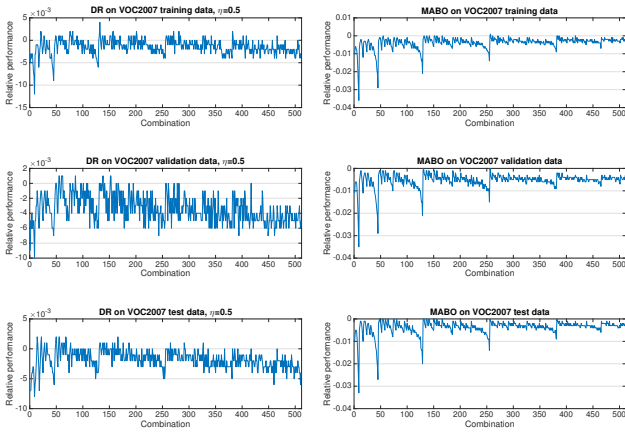 DR on VOC2007 training data, η=0.5
×10⁻³
5
0
-5
-10
-15
Relative performance
0 50 100 150 200 250 300 350 400 450 500
Combination
MABO on VOC2007 training data
0.01
0
-0.01
-0.02
-0.03
-0.04
Relative performance
0 50 100 150 200 250 300 350 400 450 500
Combination
DR on VOC2007 validation data, η=0.5
×10⁻³
2
0
-2
-4
-6
-8
-10
Relative performance
0 50 100 150 200 250 300 350 400 450 500
Combination
MABO on VOC2007 validation data
0
-0.01
-0.02
-0.03
-0.04
Relative performance
0 50 100 150 200 250 300 350 400 450 500
Combination
DR on VOC2007 test data, η=0.5
×10⁻³
5
0
-5
-10
Relative performance
0 50 100 150 200 250 300 350 400 450 500
Combination
MABO on VOC2007 test data
0
-0.01
-0.02
-0.03
-0.04
Relative performance
0 50 100 150 200 250 300 350 400 450 500
Combination